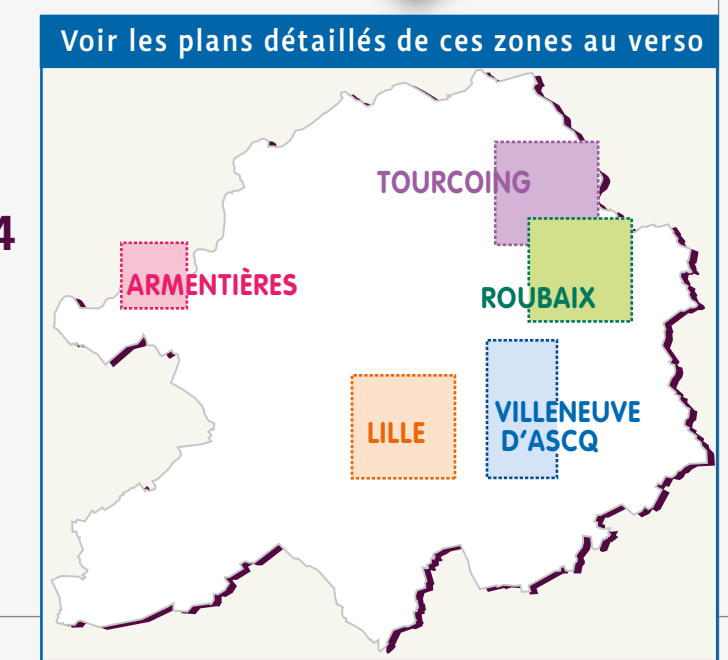 Voir les plans détaillés de ces zones au verso
TOURCOING
4
ARMENTIÈRES
ROUBAIX
VILLENEUVE
D'ASCQ
LILLE